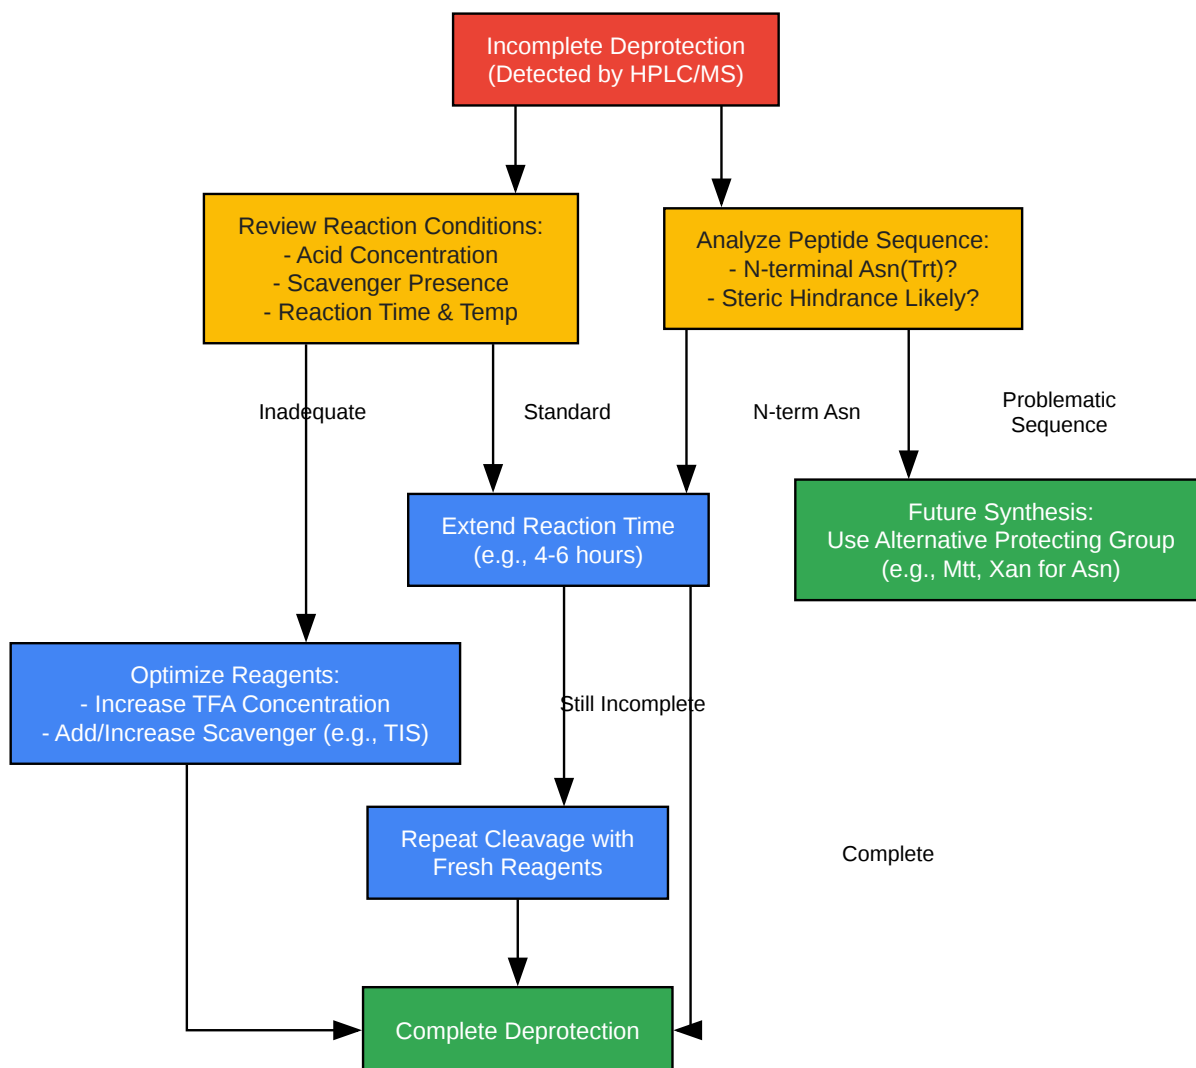 Incomplete Deprotection
(Detected by HPLC/MS)
Review Reaction Conditions:
- Acid Concentration
- Scavenger Presence
- Reaction Time & Temp
Analyze Peptide Sequence:
- N-terminal Asn(Trt)?
- Steric Hindrance Likely?
Inadequate
Standard
N-term Asn
Problematic
Sequence
Extend Reaction Time
(e.g., 4-6 hours)
Future Synthesis:
Use Alternative Protecting Group
(e.g., Mtt, Xan for Asn)
Optimize Reagents:
- Increase TFA Concentration
- Add/Increase Scavenger (e.g., TIS)
Still Incomplete
Repeat Cleavage with
Fresh Reagents
Complete
Complete Deprotection